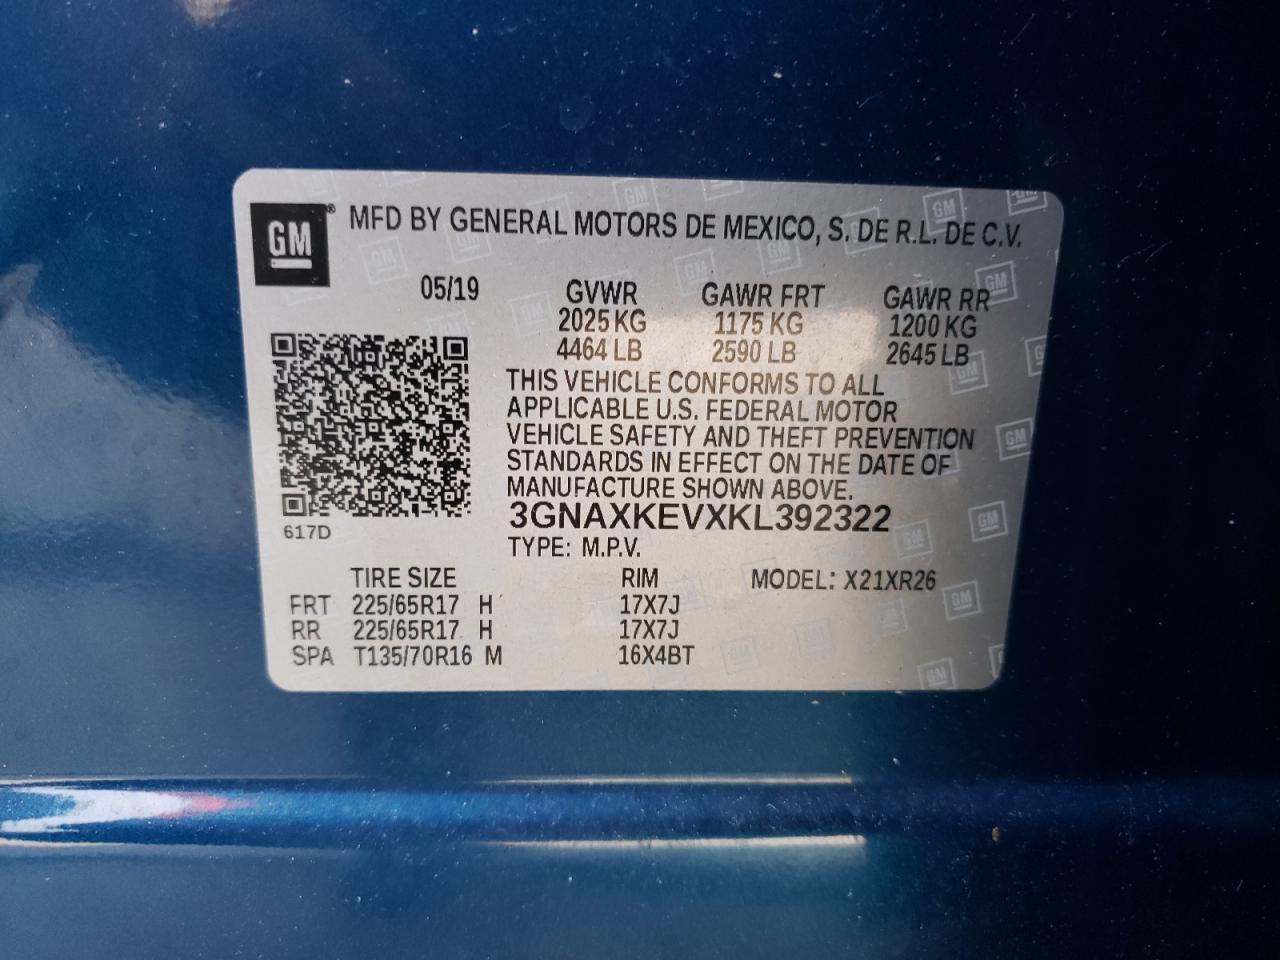 GM ® MFD BY GENERAL MOTORS DE MEXICO, S. DE R.L. DE C.V.
05/19 GVWR GAWR FRT GAWR RR
2025 KG 1175 KG 1200 KG
4464 LB 2590 LB 2645 LB
THIS VEHICLE CONFORMS TO ALL
APPLICABLE U.S. FEDERAL MOTOR
VEHICLE SAFETY AND THEFT PREVENTION
STANDARDS IN EFFECT ON THE DATE OF
MANUFACTURE SHOWN ABOVE.
3GNAXKEVXKL392322
617D
TYPE: M.P.V.
TIRE SIZE RIM MODEL: X21XR26
FRT 225/65R17 H 17X7J
RR 225/65R17 H 17X7J
SPA T135/70R16 M 16X4BT